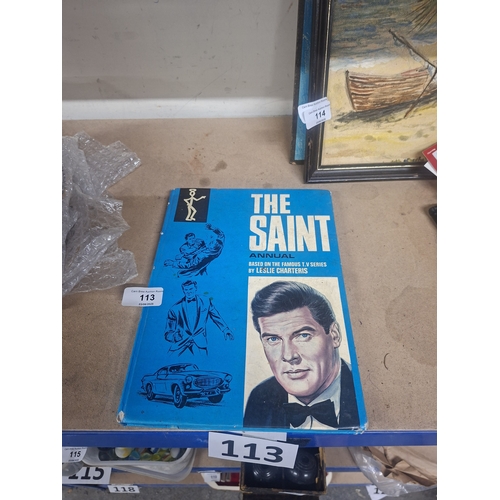 114
THE
SAINT
ANNUAL
BASED ON THE FAMOUS T.V SERIES
BY LESLIE CHARTERIS
113
113
115
115
118